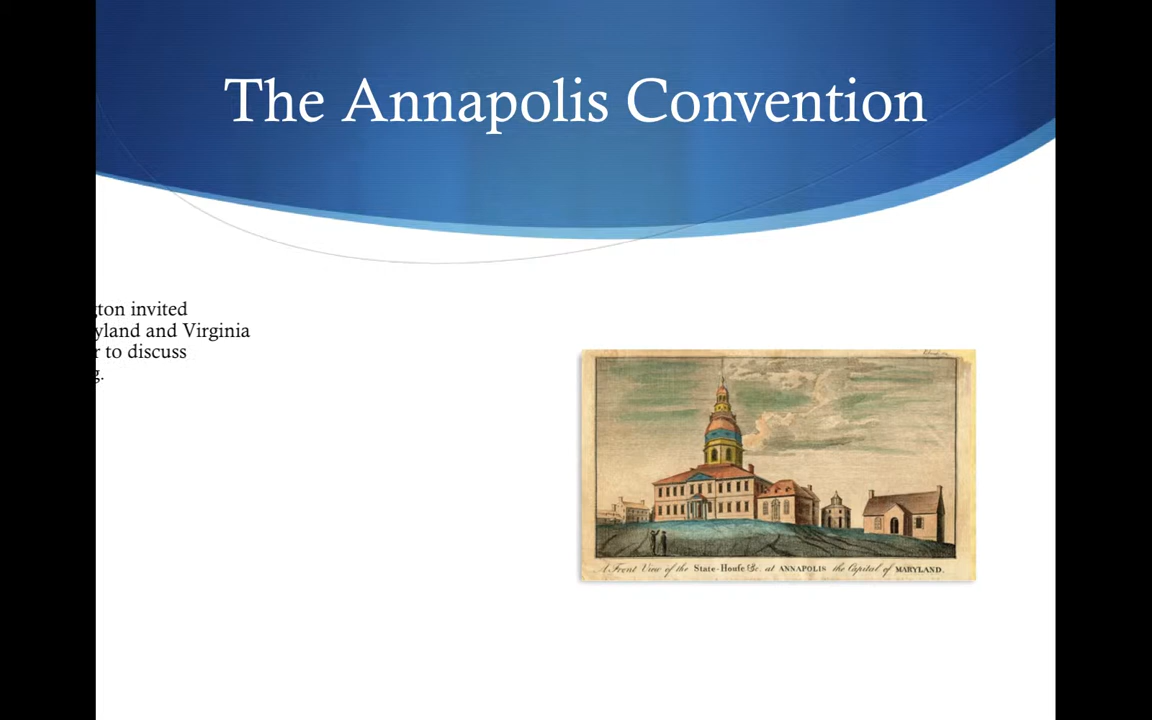 The Annapolis Convention
gton invited
yland and Virginia
r to discuss
g.
A Front View of the State-House &c. at ANNAPOLIS the Capital of MARYLAND.